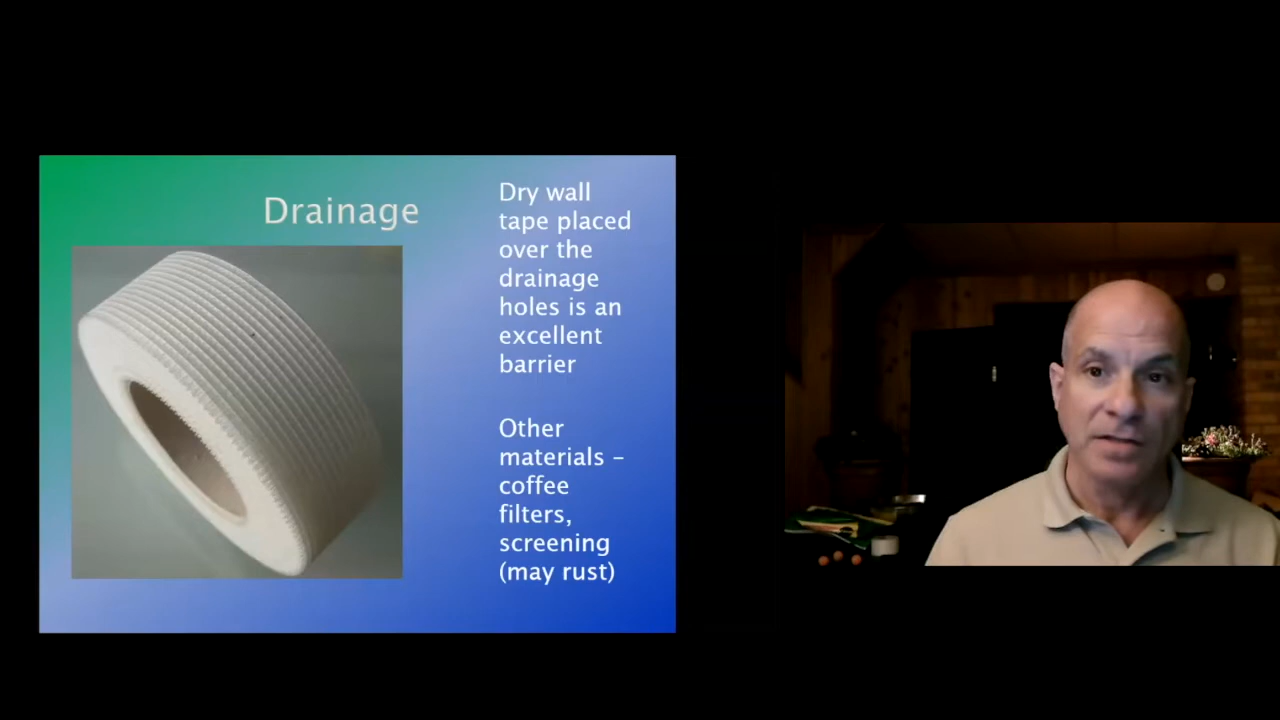 Drainage
Dry wall
tape placed
over the
drainage
holes is an
excellent
barrier
Other
materials –
coffee
filters,
screening
(may rust)